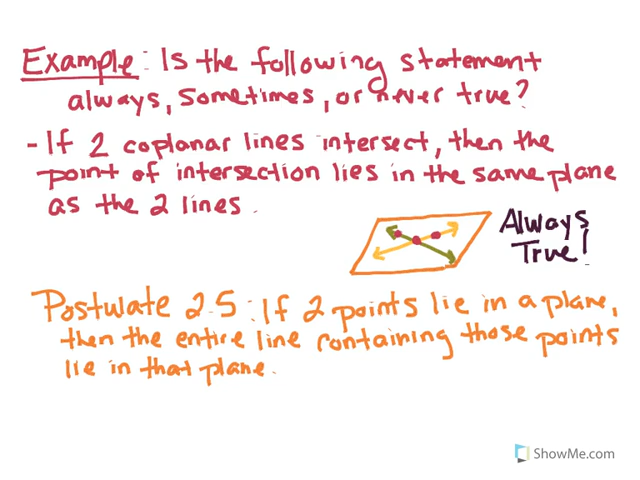 Example: Is the following statement
always, sometimes, or never true?
- If 2 coplanar lines intersect, then the
point of intersection lies in the same plane
as the 2 lines.
Always
True!
Postulate 2.5: If 2 points lie in a plane,
then the entire line containing those points
lie in that plane.
ShowMe.com